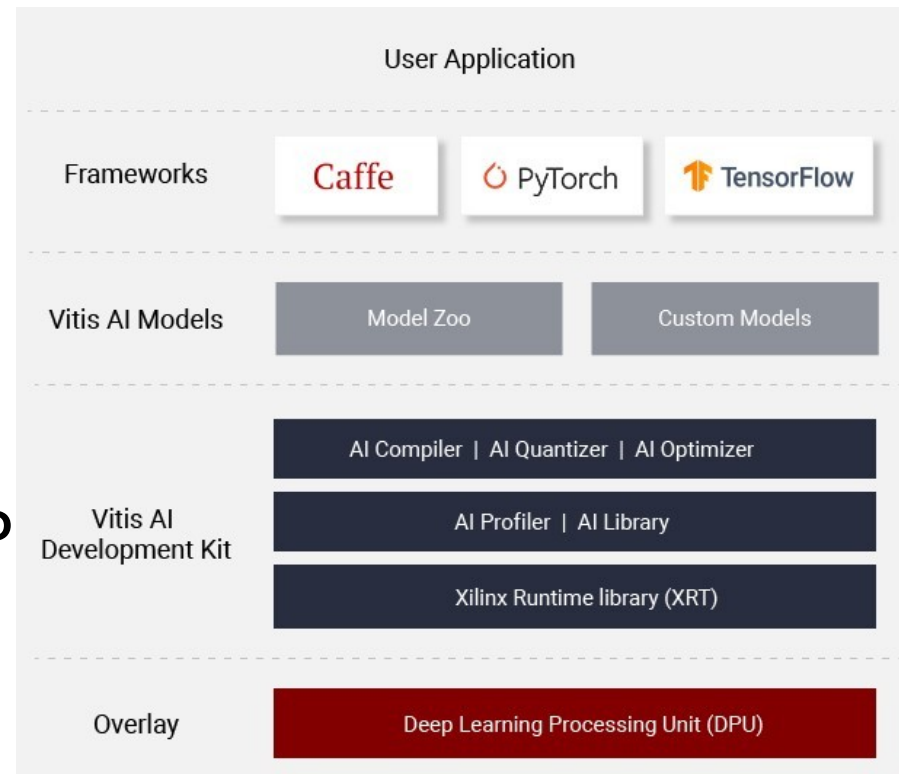 User Application
Frameworks
Caffe
PyTorch
TensorFlow
Vitis AI Models
Model Zoo
Custom Models
Vitis AI
Development Kit
AI Compiler | AI Quantizer | AI Optimizer
AI Profiler | AI Library
Xilinx Runtime library (XRT)
Overlay
Deep Learning Processing Unit (DPU)